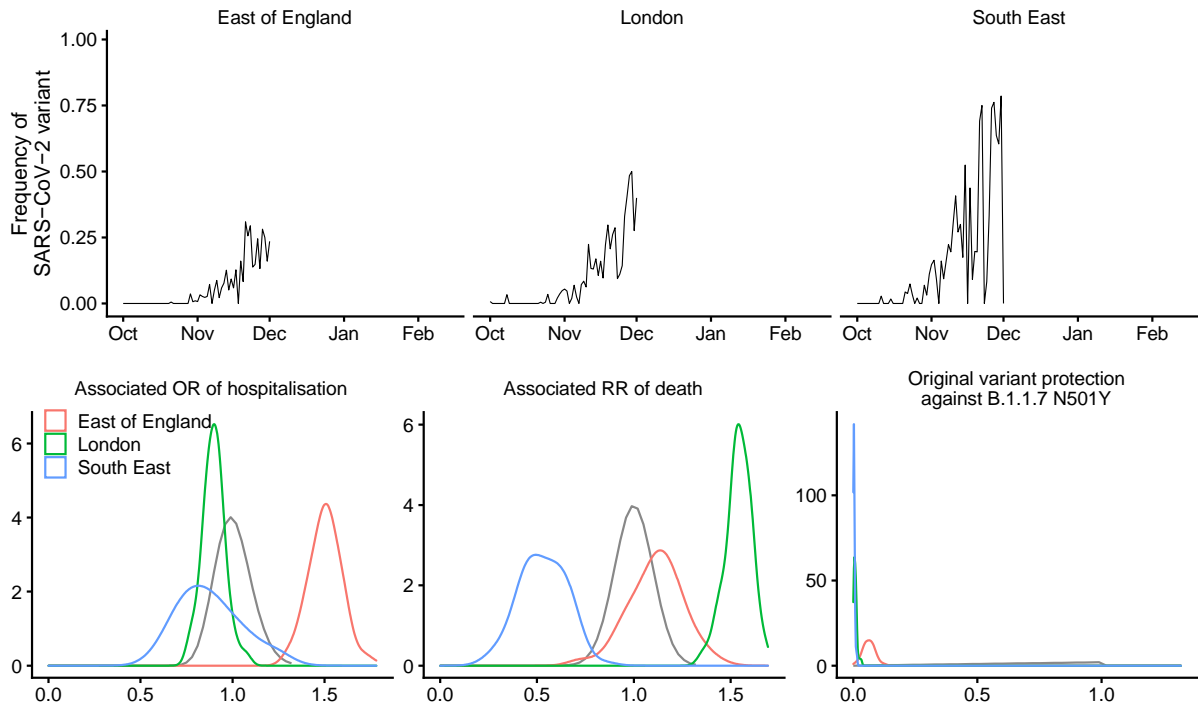 East of England
London
South East
Frequency of
SARS−CoV−2 variant
1.00
0.75
0.50
0.25
0.00
Oct Nov Dec Jan Feb
Oct Nov Dec Jan Feb
Oct Nov Dec Jan Feb
Associated OR of hospitalisation
East of England
London
South East
6
4
2
0
0.0 0.5 1.0 1.5
Associated RR of death
6
4
2
0
0.0 0.5 1.0 1.5
Original variant protection
against B.1.1.7 N501Y
100
50
0
0.0 0.5 1.0